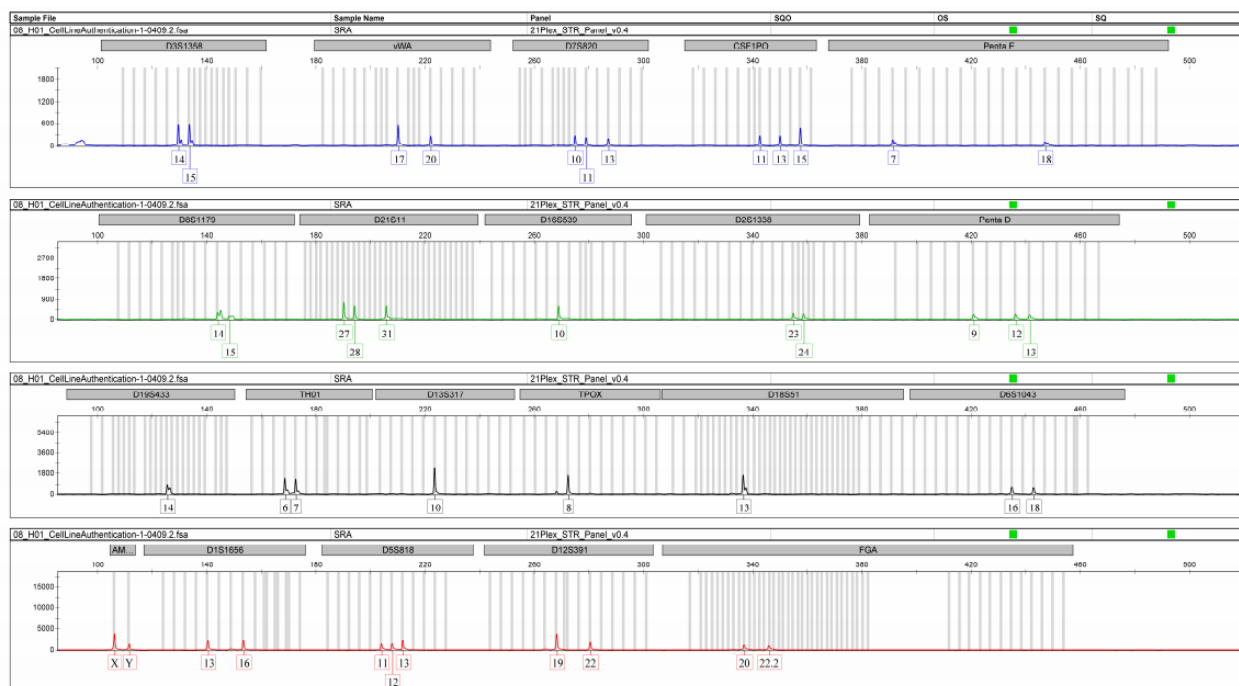 Sample File Sample Name Panel SQO OS SQ
08_H01_CellLineAuthentication-1-0409.2.fsa SRA 21Plex_STR_Panel_v0.4
D3S1358 vWA D7S820 CSF1PO Penta E
100 140 180 220 260 300 340 380 420 460 500
1800
1200
600
0
14 17 20 10 13 11 13 15 7 18
15 11
08_H01_CellLineAuthentication-1-0409.2.fsa SRA 21Plex_STR_Panel_v0.4
D8S1179 D21S11 D16S539 D2S1338 Penta D
100 140 180 220 260 300 340 380 420 460 500
2700
1800
900
0
14 27 31 10 23 9 12
15 28 24 13
08_H01_CellLineAuthentication-1-0409.2.fsa SRA 21Plex_STR_Panel_v0.4
D19S433 TH01 D13S317 TPOX D18S51 D6S1043
100 140 180 220 260 300 340 380 420 460 500
5400
3600
1800
0
14 6 7 10 8 13 16 18
08_H01_CellLineAuthentication-1-0409.2.fsa SRA 21Plex_STR_Panel_v0.4
AM... D1S1656 D5S818 D12S391 FGA
100 140 180 220 260 300 340 380 420 460 500
15000
10000
5000
0
X Y 13 16 11 13 19 22 20 22.2
12